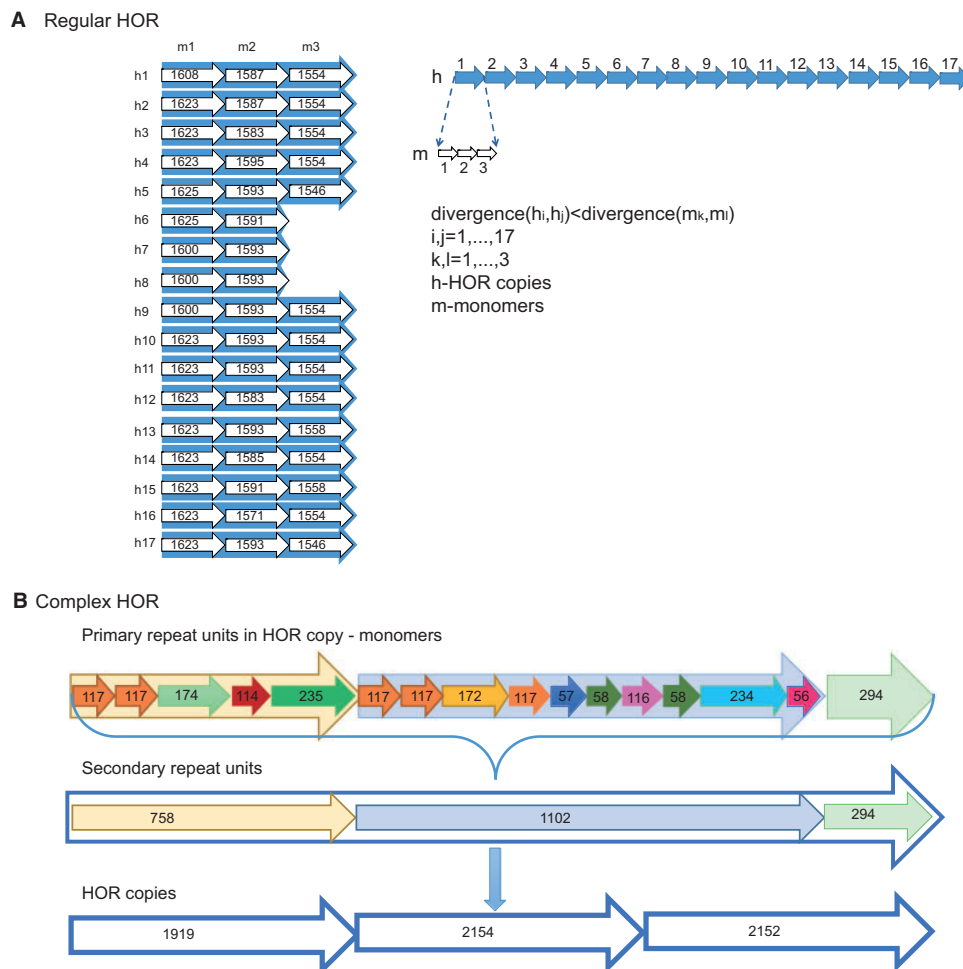 A Regular HOR
m1 m2 m3
h1 1608 1587 1554
h2 1623 1587 1554
h3 1623 1583 1554
h4 1623 1595 1554
h5 1625 1593 1546
h6 1625 1591
h7 1600 1593
h8 1600 1593
h9 1600 1593 1554
h10 1623 1593 1554
h11 1623 1593 1554
h12 1623 1583 1554
h13 1623 1593 1558
h14 1623 1585 1554
h15 1623 1591 1558
h16 1623 1571 1554
h17 1623 1593 1546
1 2 3 4 5 6 7 8 9 10 11 12 13 14 15 16 17
h
m
1 2 3
divergence(hi,hj)<divergence(mk,ml)
i,j=1,...,17
k,l=1,...,3
h-HOR copies
m-monomers
B Complex HOR
Primary repeat units in HOR copy - monomers
117 117 174 114 235 117 117 172 117 57 58 116 58 234 56 294
Secondary repeat units
758 1102 294
HOR copies
1919 2154 2152